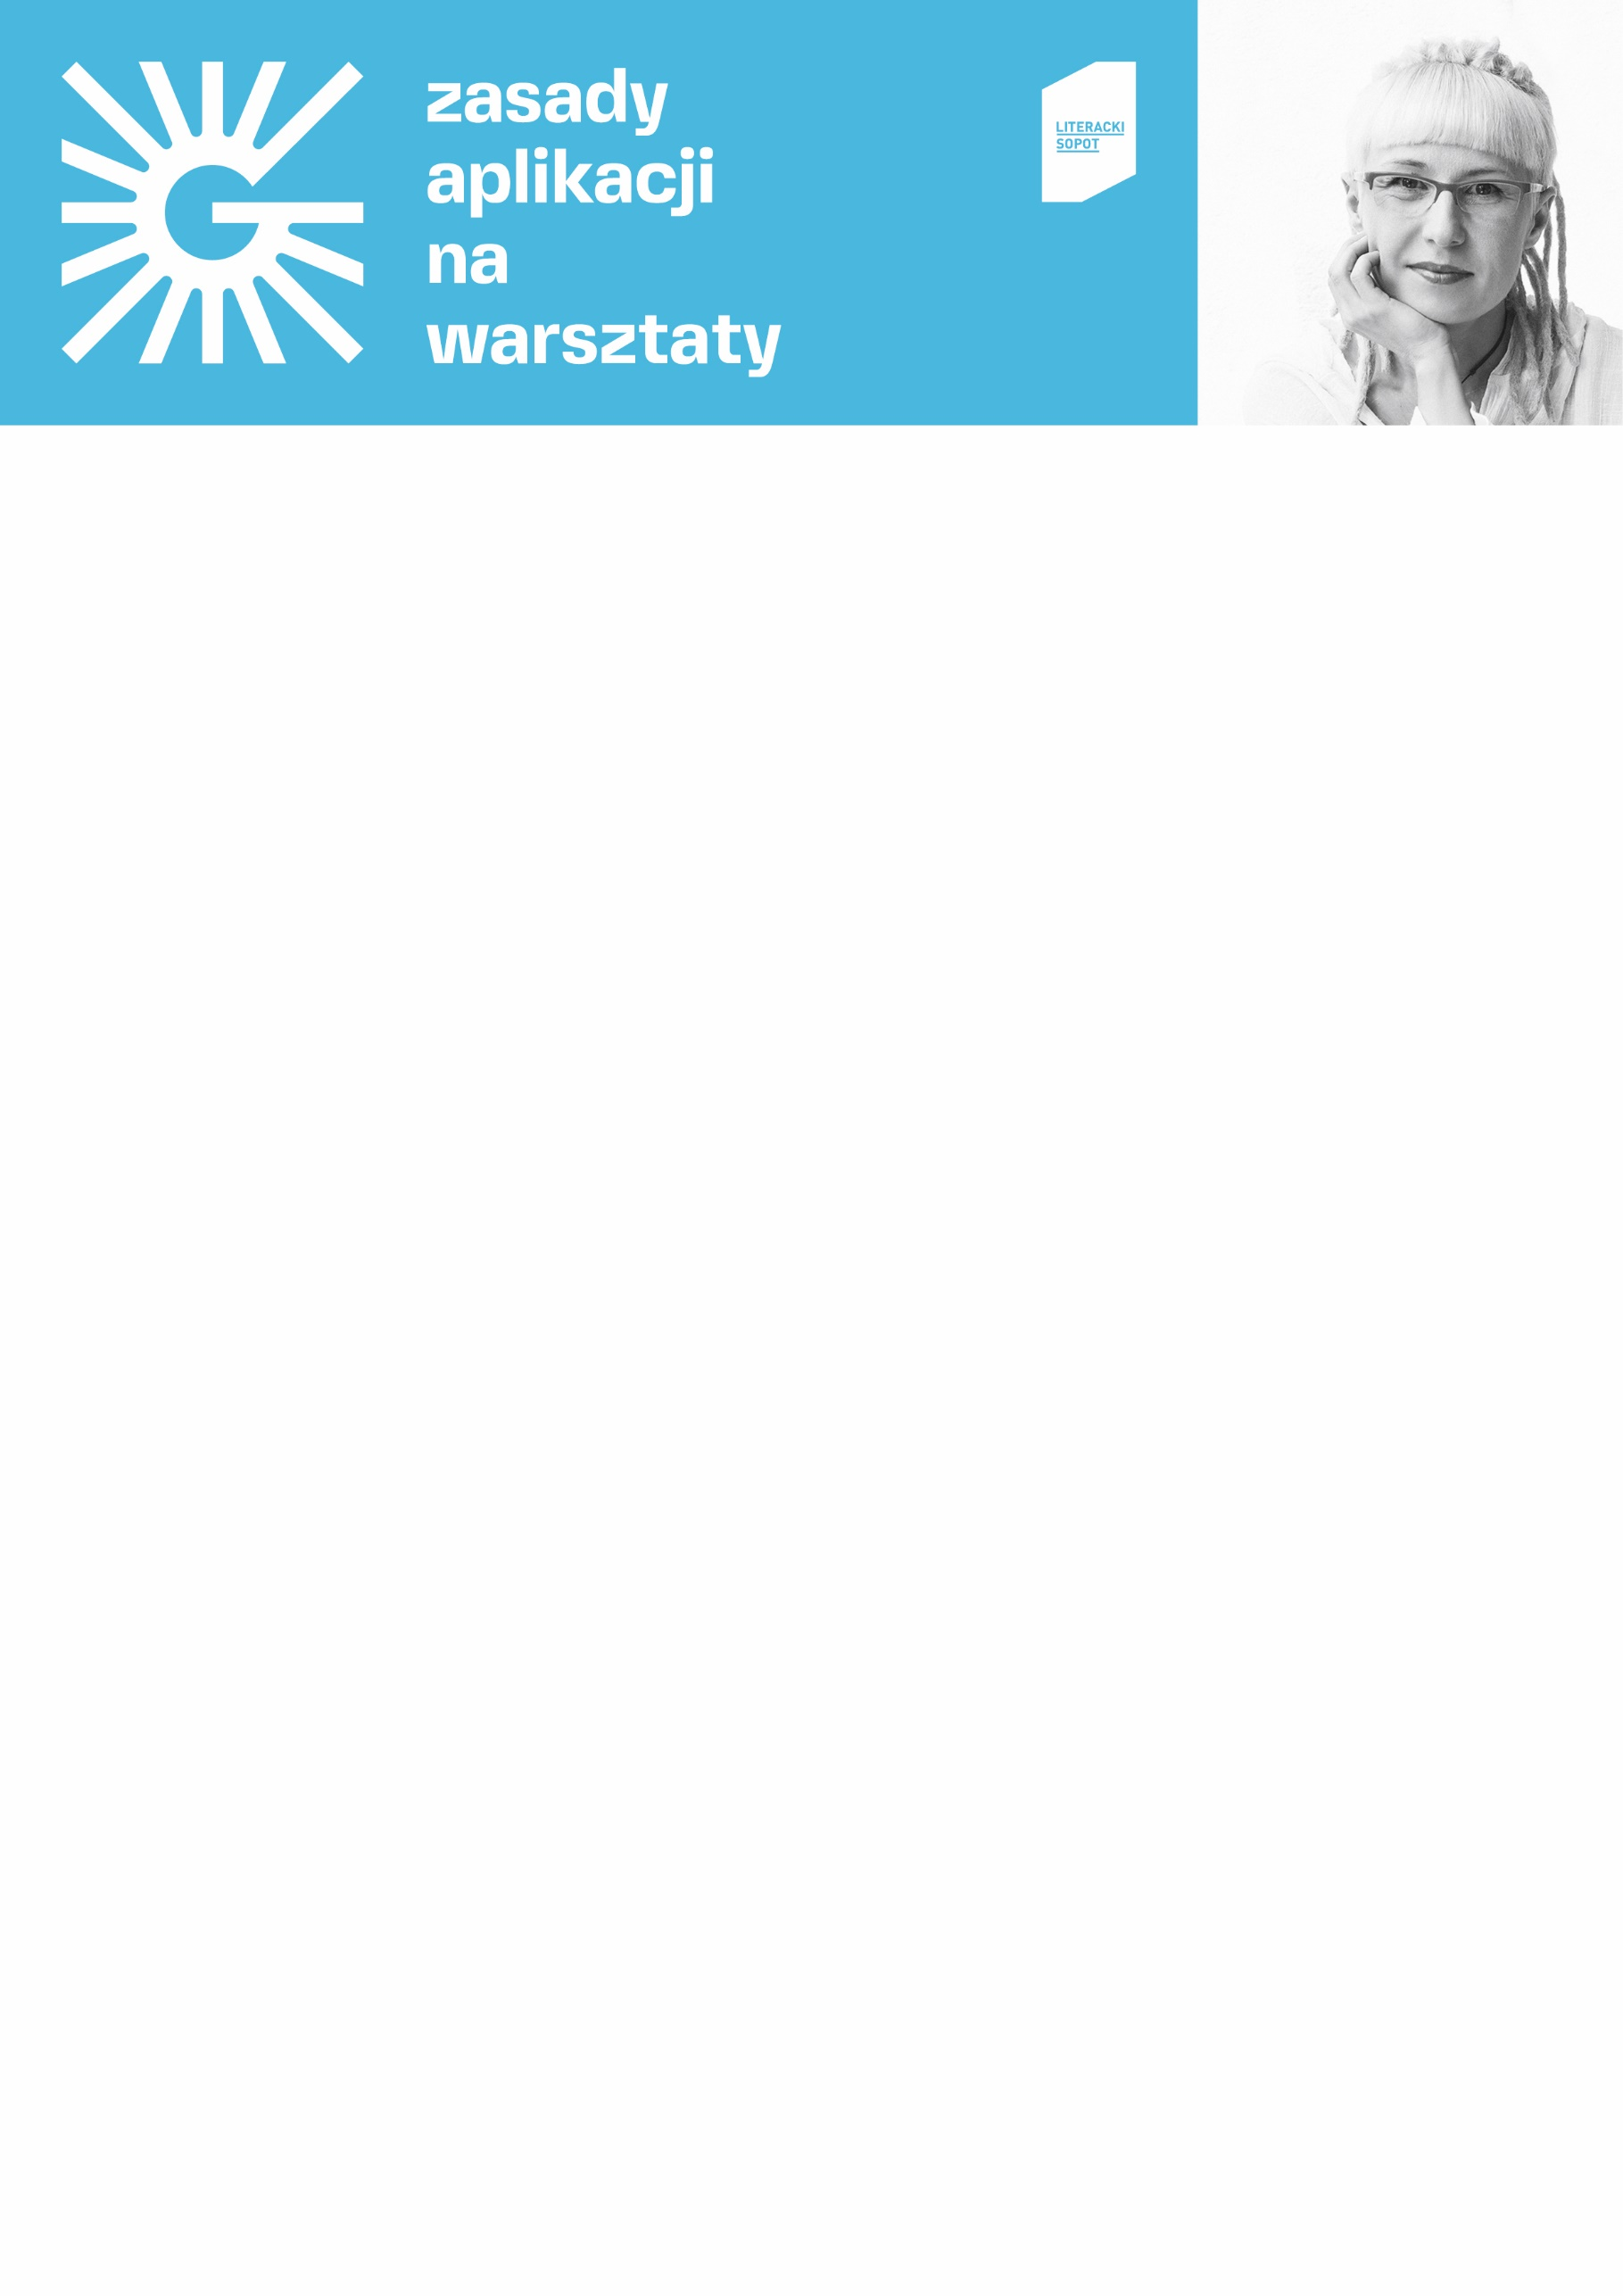 zasady
aplikacji
na
warsztaty
LITERACKI
SOPOT